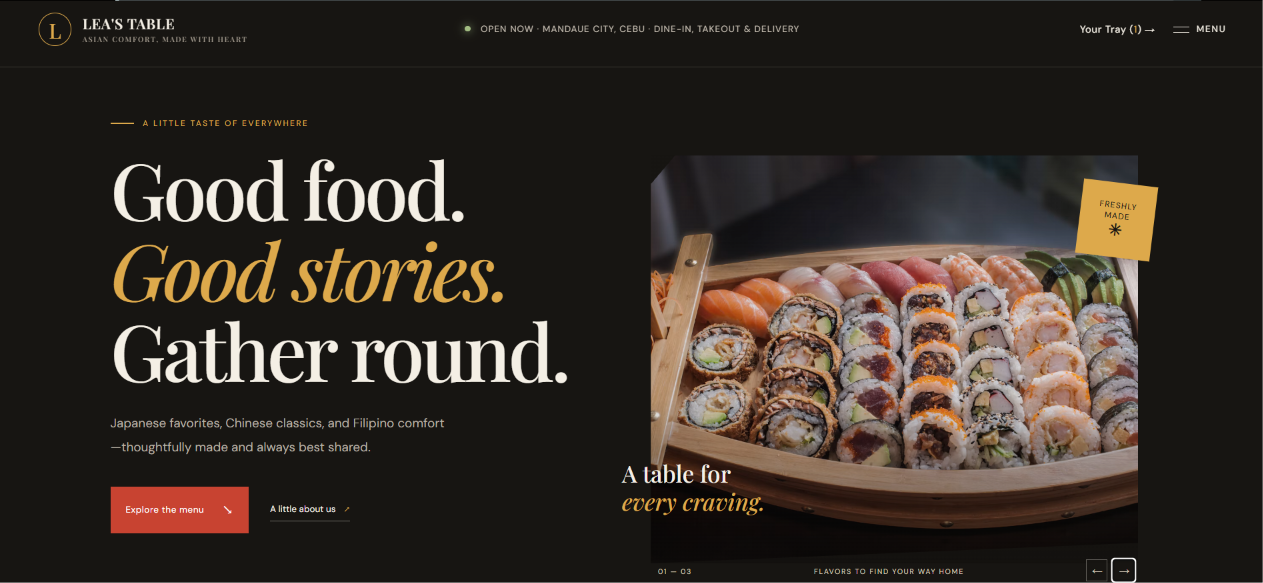 L
LEA'S TABLE
ASIAN COMFORT, MADE WITH HEART
OPEN NOW · MANDAUE CITY, CEBU · DINE-IN, TAKEOUT & DELIVERY
Your Tray (1) →
MENU
A LITTLE TASTE OF EVERYWHERE
Good food.
Good stories.
Gather round.
Japanese favorites, Chinese classics, and Filipino comfort
—thoughtfully made and always best shared.
Explore the menu ↘
A little about us ↗
FRESHLY
MADE
✳
A table for
every craving.
01 — 03
FLAVORS TO FIND YOUR WAY HOME
← →